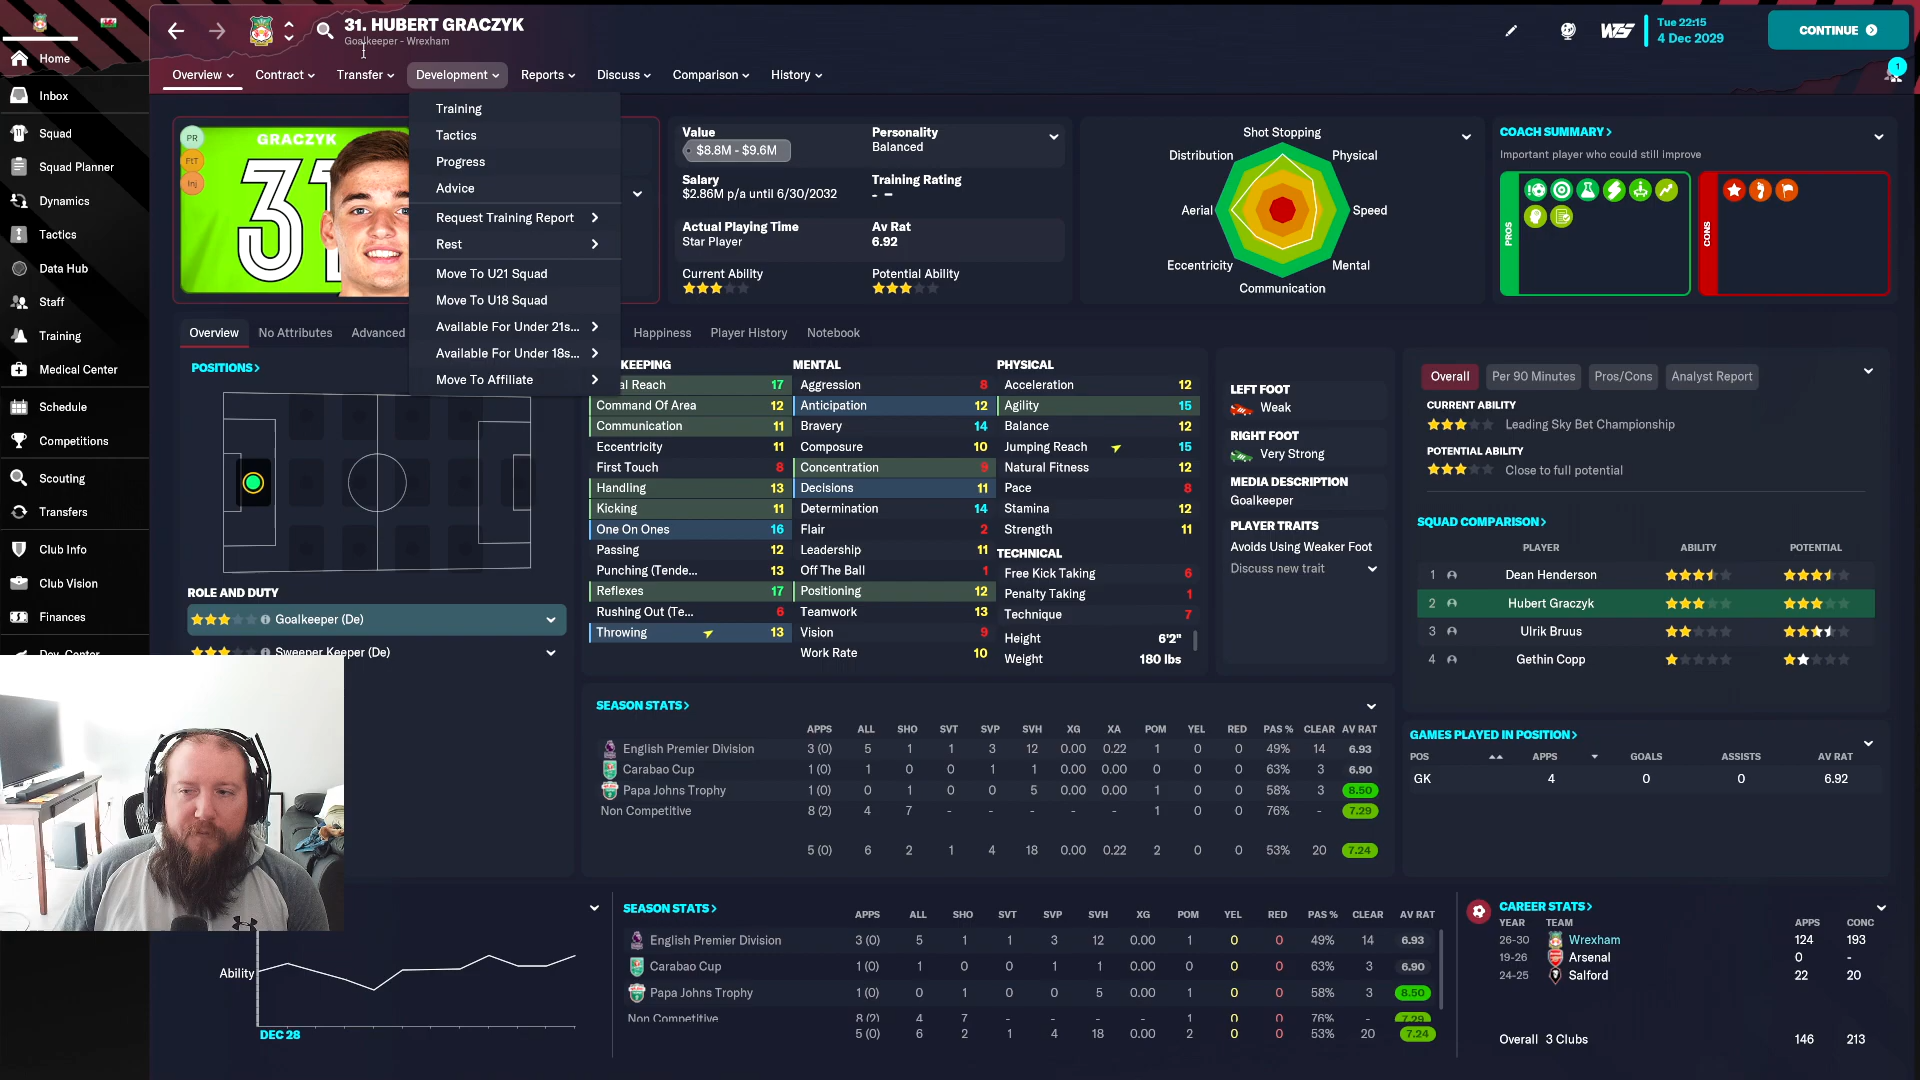 31. HUBERT GRACZYK
Goalkeeper - Wrexham
Tue 22:15
4 Dec 2029
CONTINUE
1
Overview Contract Transfer Development Reports Discuss Comparison History
Home
Inbox
Squad
Squad Planner
Dynamics
Tactics
Data Hub
Staff
Training
Medical Center
Schedule
Competitions
Scouting
Transfers
Club Info
Club Vision
Finances
Dev. Center
Training
Tactics
Progress
Advice
Request Training Report
Rest
Move To U21 Squad
Move To U18 Squad
Available For Under 21s...
Available For Under 18s...
Move To Affiliate
PR
FtT
Inj
GRACZYK
31
Value
$8.8M - $9.6M
Personality
Balanced
Salary
$2.86M p/a until 6/30/2032
Training Rating
- -
Actual Playing Time
Star Player
Av Rat
6.92
Current Ability
Potential Ability
Shot Stopping
Physical
Speed
Mental
Communication
Eccentricity
Aerial
Distribution
COACH SUMMARY
Important player who could still improve
PROS
CONS
Overview No Attributes Advanced Happiness Player History Notebook
POSITIONS
ROLE AND DUTY
Goalkeeper (De)
Sweeper Keeper (De)
KEEPING
al Reach 17
Command Of Area 12
Communication 11
Eccentricity 11
First Touch 8
Handling 13
Kicking 11
One On Ones 16
Passing 12
Punching (Tende... 13
Reflexes 17
Rushing Out (Te... 6
Throwing 13
MENTAL
Aggression 8
Anticipation 12
Bravery 14
Composure 10
Concentration 9
Decisions 11
Determination 14
Flair 2
Leadership 11
Off The Ball 1
Positioning 12
Teamwork 13
Vision 9
Work Rate 10
PHYSICAL
Acceleration 12
Agility 15
Balance 12
Jumping Reach 15
Natural Fitness 12
Pace 8
Stamina 12
Strength 11
TECHNICAL
Free Kick Taking 6
Penalty Taking 1
Technique 7
Height 6'2"
Weight 180 lbs
LEFT FOOT
Weak
RIGHT FOOT
Very Strong
MEDIA DESCRIPTION
Goalkeeper
PLAYER TRAITS
Avoids Using Weaker Foot
Discuss new trait
Overall Per 90 Minutes Pros/Cons Analyst Report
CURRENT ABILITY
Leading Sky Bet Championship
POTENTIAL ABILITY
Close to full potential
SQUAD COMPARISON
PLAYER ABILITY POTENTIAL
1 Dean Henderson
2 Hubert Graczyk
3 Ulrik Bruus
4 Gethin Copp
GAMES PLAYED IN POSITION
POS APPS GOALS ASSISTS AV RAT
GK 4 0 0 6.92
SEASON STATS
APPS ALL SHO SVT SVP SVH XG XA POM YEL RED PAS % CLEAR AV RAT
English Premier Division 3 (0) 5 1 1 3 12 0.00 0.22 1 0 0 49% 14 6.93
Carabao Cup 1 (0) 1 0 0 1 1 0.00 0.00 0 0 0 63% 3 6.90
Papa Johns Trophy 1 (0) 0 1 0 0 5 0.00 0.00 1 0 0 58% 3 8.50
Non Competitive 8 (2) 4 7 - - - - - 1 0 0 76% - 7.29
5 (0) 6 2 1 4 18 0.00 0.22 2 0 0 53% 20 7.24
Ability
DEC 28
SEASON STATS
APPS ALL SHO SVT SVP SVH XG POM YEL RED PAS % CLEAR AV RAT
English Premier Division 3 (0) 5 1 1 3 12 0.00 1 0 0 49% 14 6.93
Carabao Cup 1 (0) 1 0 0 1 1 0.00 0 0 0 63% 3 6.90
Papa Johns Trophy 1 (0) 0 1 0 0 5 0.00 1 0 0 58% 3 8.50
Non Competitive 8 (2) 4 7 - - - - 1 0 0 76% - 7.29
5 (0) 6 2 1 4 18 0.00 2 0 0 53% 20 7.24
CAREER STATS
YEAR TEAM APPS CONC
26-30 Wrexham 124 193
19-26 Arsenal 0 -
24-25 Salford 22 20
Overall 3 Clubs 146 213